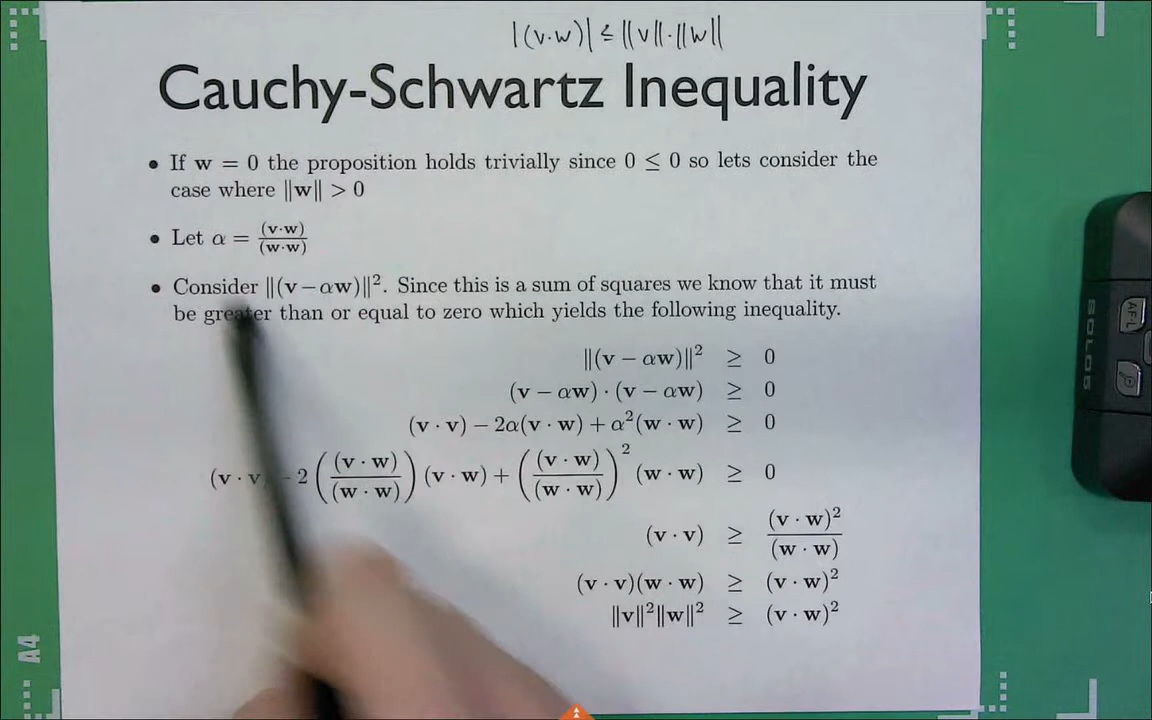 |(v·w)| ≤ ||v||·||w||
Cauchy-Schwartz Inequality
• If w = 0 the proposition holds trivially since 0 ≤ 0 so lets consider the
case where ‖w‖ > 0
• Let α = (v·w)/(w·w)
• Consider ‖(v−αw)‖². Since this is a sum of squares we know that it must
be greater than or equal to zero which yields the following inequality.
‖(v − αw)‖² ≥ 0
(v − αw) · (v − αw) ≥ 0
(v · v) − 2α(v · w) + α²(w · w) ≥ 0
(v · v) − 2((v · w)/(w · w))(v · w) + ((v · w)/(w · w))²(w · w) ≥ 0
(v · v) ≥ (v · w)²/(w · w)
(v · v)(w · w) ≥ (v · w)²
‖v‖²‖w‖² ≥ (v · w)²
A4
SOLO8
AF-L